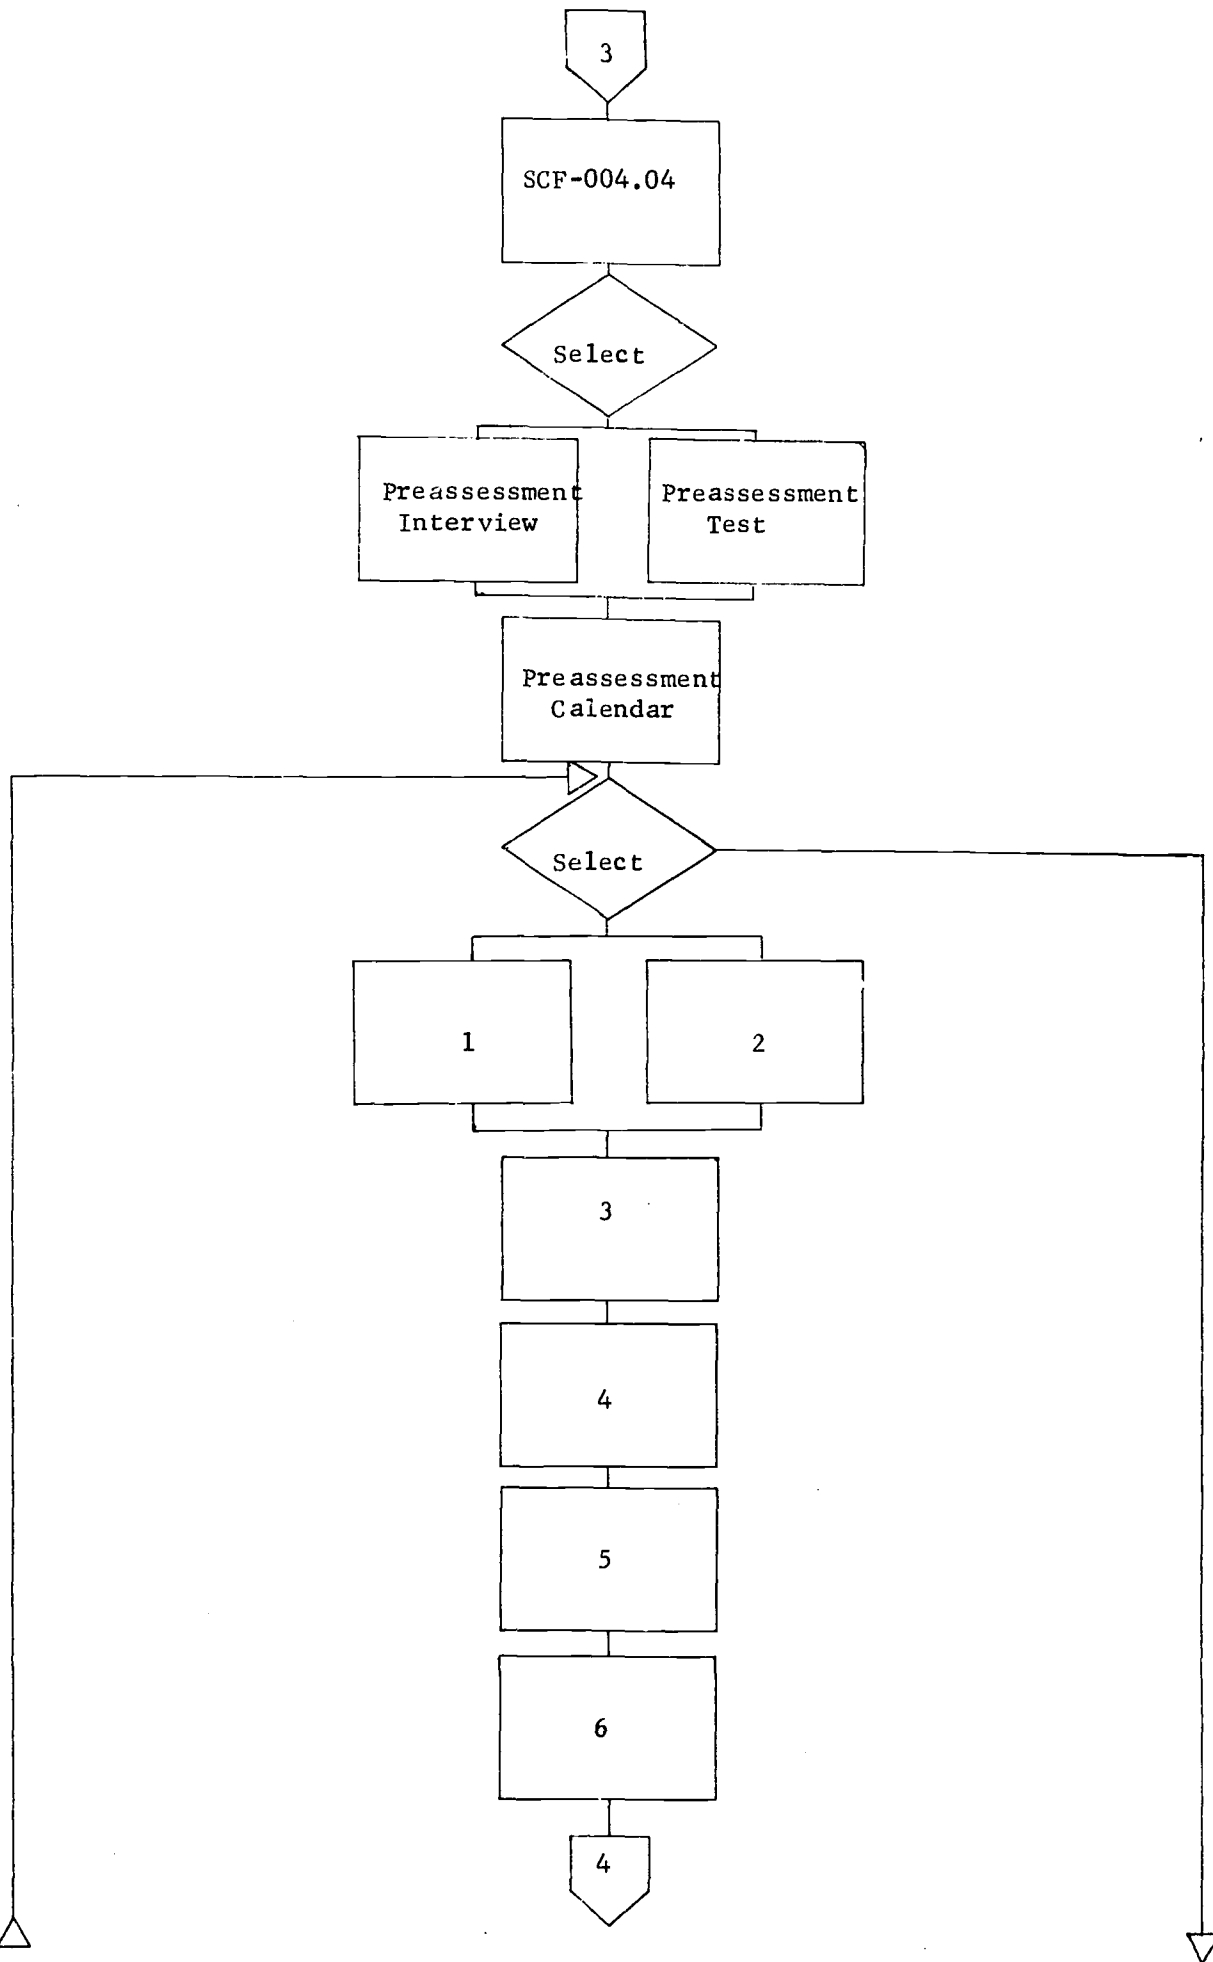 3
SCF-004.04
Select
Preassessment
Interview
Preassessment
Test
Preassessment
Calendar
Select
1
2
3
4
5
6
4